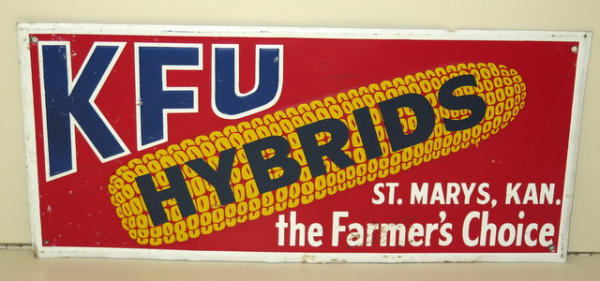 KFU
HYBRIDS
ST. MARYS, KAN.
the Farmer's Choice